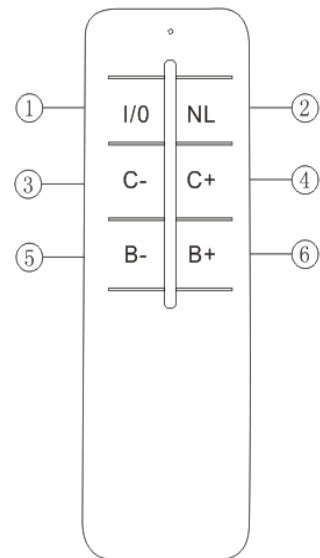 ① I/0 NL ②
③ C- C+ ④
⑤ B- B+ ⑥